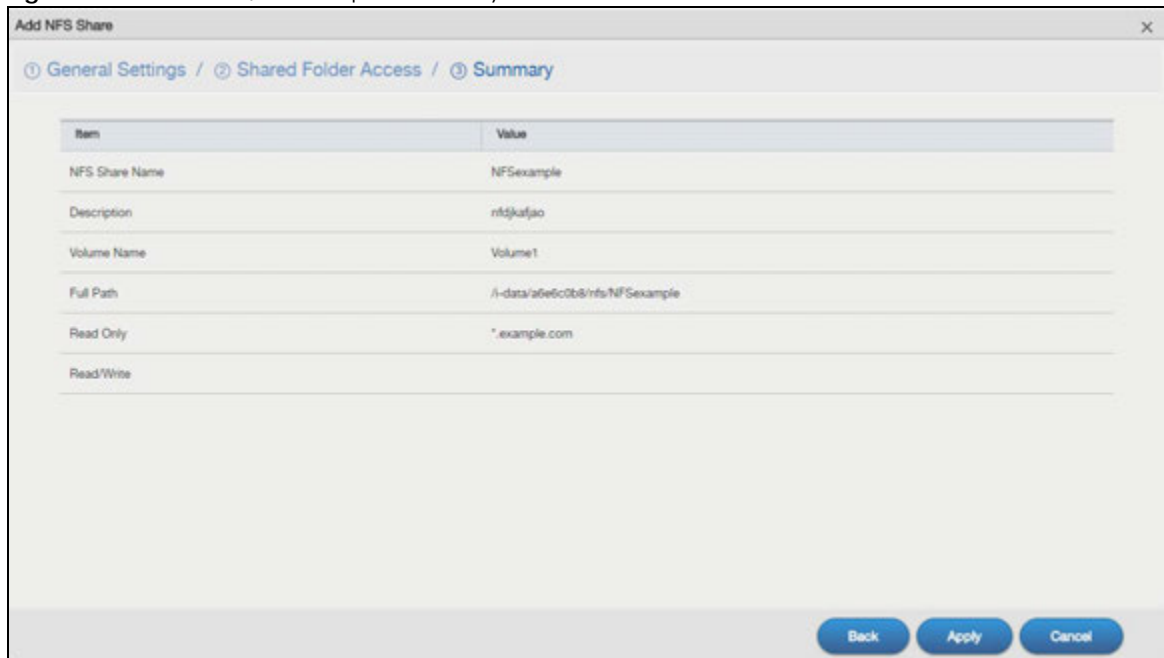 Add NFS Share
① General Settings / ② Shared Folder Access / ③ Summary
Item Value
NFS Share Name NFSexample
Description nfdjkafjao
Volume Name Volume1
Full Path /i-data/a6e6c0b8/nfs/NFSexample
Read Only *.example.com
Read/Write
Back Apply Cancel